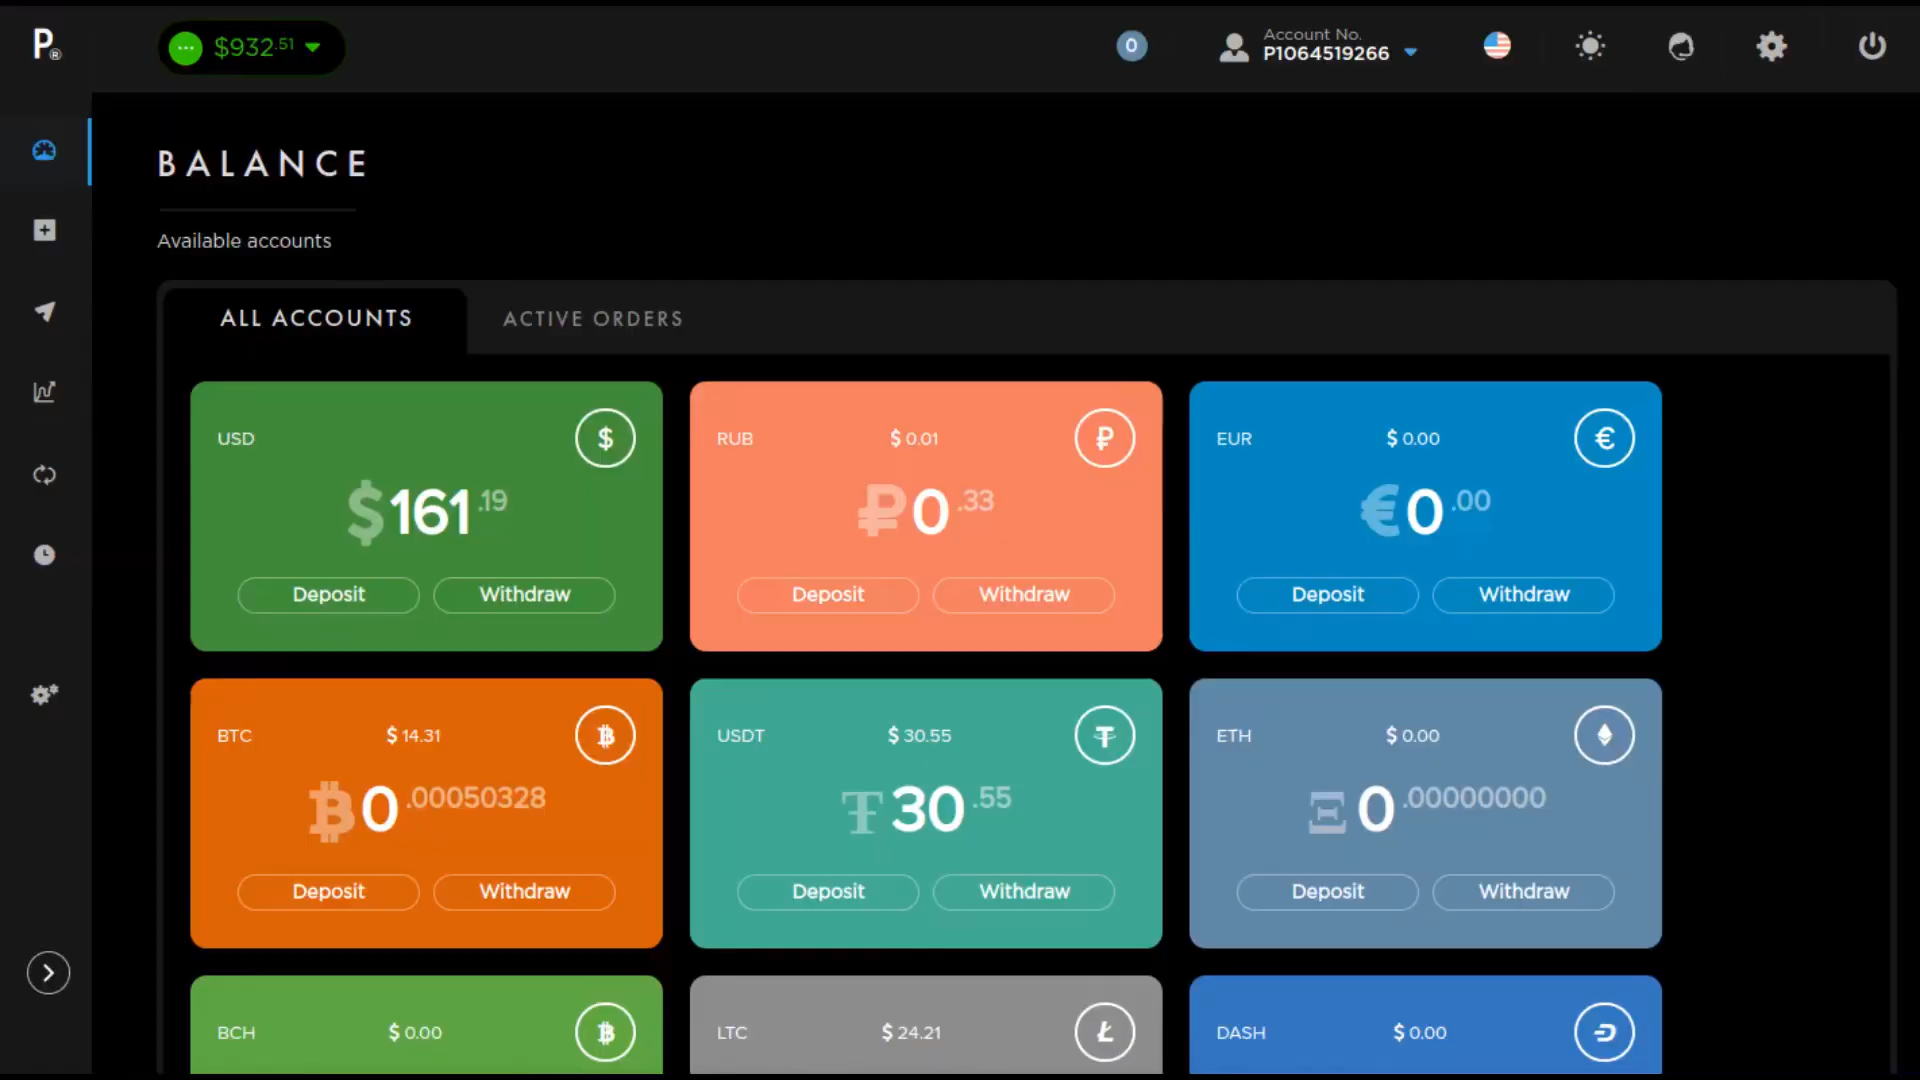 P®
$932.51
0
Account No.
P1064519266
BALANCE
Available accounts
ALL ACCOUNTS
ACTIVE ORDERS
USD
$
$161.19
Deposit
Withdraw
RUB
$ 0.01
₽
₽0.33
Deposit
Withdraw
EUR
$ 0.00
€
€0.00
Deposit
Withdraw
BTC
$ 14.31
₿
₿0.00050328
Deposit
Withdraw
USDT
$ 30.55
₮
₮30.55
Deposit
Withdraw
ETH
$ 0.00
Ξ0.00000000
Deposit
Withdraw
BCH
$ 0.00
₿
LTC
$ 24.21
Ł
DASH
$ 0.00